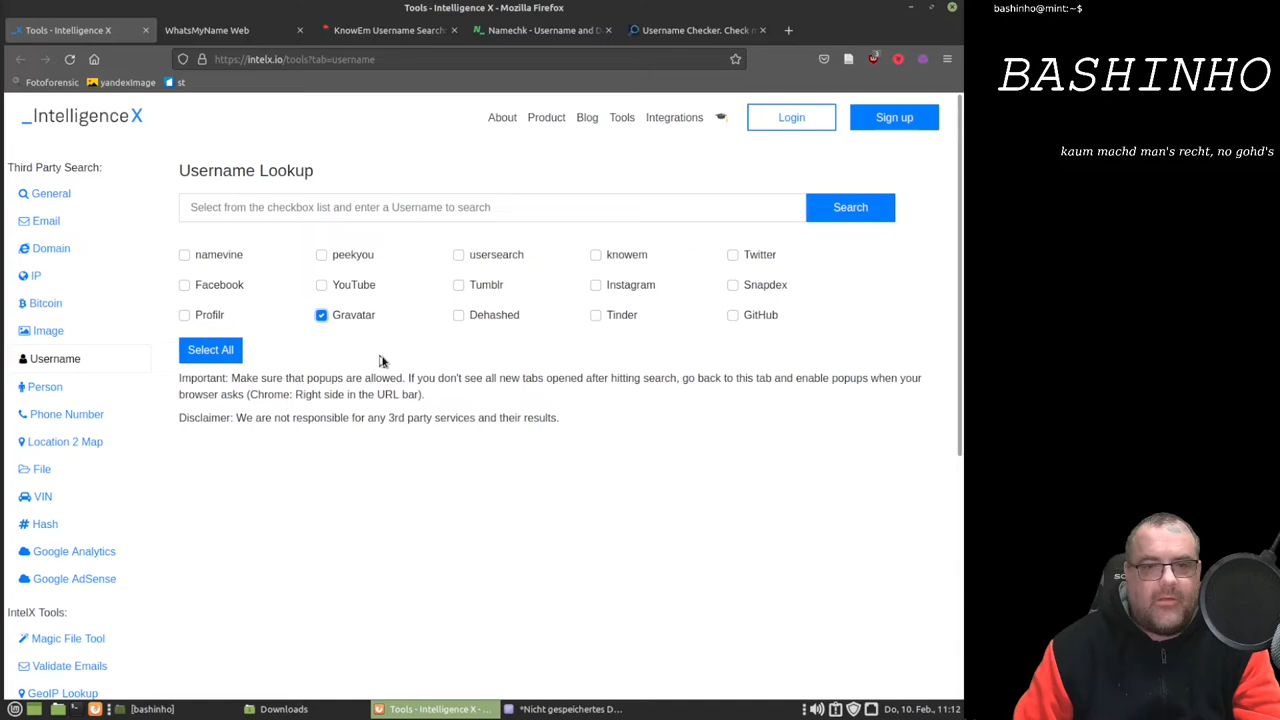 Tools - Intelligence X - Mozilla Firefox
Tools - Intelligence X
WhatsMyName Web
KnowEm Username Search:
Namechk - Username and D
Username Checker. Check n
https://intelx.io/tools?tab=username
Fotoforensic
yandexImage
st
_IntelligenceX
About
Product
Blog
Tools
Integrations
Login
Sign up
Third Party Search:
General
Email
Domain
IP
Bitcoin
Image
Username
Person
Phone Number
Location 2 Map
File
VIN
Hash
Google Analytics
Google AdSense
IntelX Tools:
Magic File Tool
Validate Emails
GeoIP Lookup
Username Lookup
Select from the checkbox list and enter a Username to search
Search
namevine peekyou usersearch knowem Twitter
Facebook YouTube Tumblr Instagram Snapdex
Profilr Gravatar Dehashed Tinder GitHub
Select All
Important: Make sure that popups are allowed. If you don't see all new tabs opened after hitting search, go back to this tab and enable popups when your
browser asks (Chrome: Right side in the URL bar).
Disclaimer: We are not responsible for any 3rd party services and their results.
bashinho@mint:~$
BASHINHO
kaum machd man's recht, no gohd's
[bashinho]
Downloads
Tools - Intelligence X - ...
*Nicht gespeichertes D...
Do, 10. Feb., 11:12